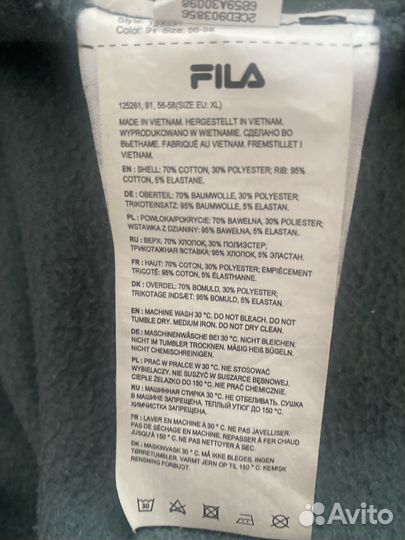 2CED903856
6859A30098
Color: 91 Size: 56-58
FILA
125261, 91, 56-58(SIZE EU: XL)
MADE IN VIETNAM. HERGESTELLT IN VIETNAM.
WYPRODUKOWANO W WIETNAMIE. СДЕЛАНО ВО
ВЬЕТНАМЕ. FABRIQUÉ AU VIETNAM. FREMSTILLET I
VIETNAM.
EN : SHELL: 70% COTTON, 30% POLYESTER; RIB: 95%
COTTON, 5% ELASTANE.
DE : OBERTEIL: 70% BAUMWOLLE, 30% POLYESTER;
TRIKOTEINSATZ: 95% BAUMWOLLE, 5% ELASTAN.
PL : POWŁOKA/POKRYCIE: 70% BAWEŁNA, 30% POLIESTER;
WSTAWKA Z DZIANINY: 95% BAWEŁNA, 5% ELASTAN.
RU : ВЕРХ: 70% ХЛОПОК, 30% ПОЛИЭСТЕР;
ТРИКОТАЖНАЯ ВСТАВКА: 95% ХЛОПОК, 5% ЭЛАСТАН.
FR : HAUT: 70% COTON, 30% POLYESTER; EMPIÈCEMENT
TRICOTÉ: 95% COTON, 5% ÉLASTHANNE.
DK : OVERDEL: 70% BOMULD, 30% POLYESTER;
TRIKOTAGE INDSÆT: 95% BOMULD, 5% ELASTAN.
EN : MACHINE WASH 30 °C. DO NOT BLEACH. DO NOT
TUMBLE DRY. MEDIUM IRON. DO NOT DRY CLEAN.
DE : MASCHINENWÄSCHE BEI 30 °C. NICHT BLEICHEN.
NICHT IM TUMBLER TROCKNEN. MÄßIG HEIß BÜGELN.
NICHT CHEMISCHREINIGEN.
PL : PRAĆ W PRALCE W 30 °C. NIE STOSOWAĆ
WYBIELACZY. NIE SUSZYĆ W SUSZARCE BĘBNOWEJ.
CIEPŁE ŻELAZKO DO 150 °C. NIE PRAĆ CHEMICZNIE.
RU : МАШИННАЯ СТИРКА 30 °C. НЕ ОТБЕЛИВАТЬ. СУШКА
В МАШИНЕ ЗАПРЕЩЕНА. ТЕПЛЫЙ УТЮГ ДО 150 °C.
ХИМЧИСТКА ЗАПРЕЩЕНА.
FR : LAVER EN MACHINE À 30 °C. NE PAS JAVELLISER.
PAS DE SÉCHAGE EN MACHINE. REPASSER À FER CHAUD
JUSQU'À 150 °C. NE PAS NETTOYER À SEC.
DK : MASKINVASK 30 °C. MÅ IKKE BLEGES. INGEN
TØRRETUMBLER. VARMT JERN OP TIL 150 °C. KEMISK
RENSNING FORBUDT.
30
Avito